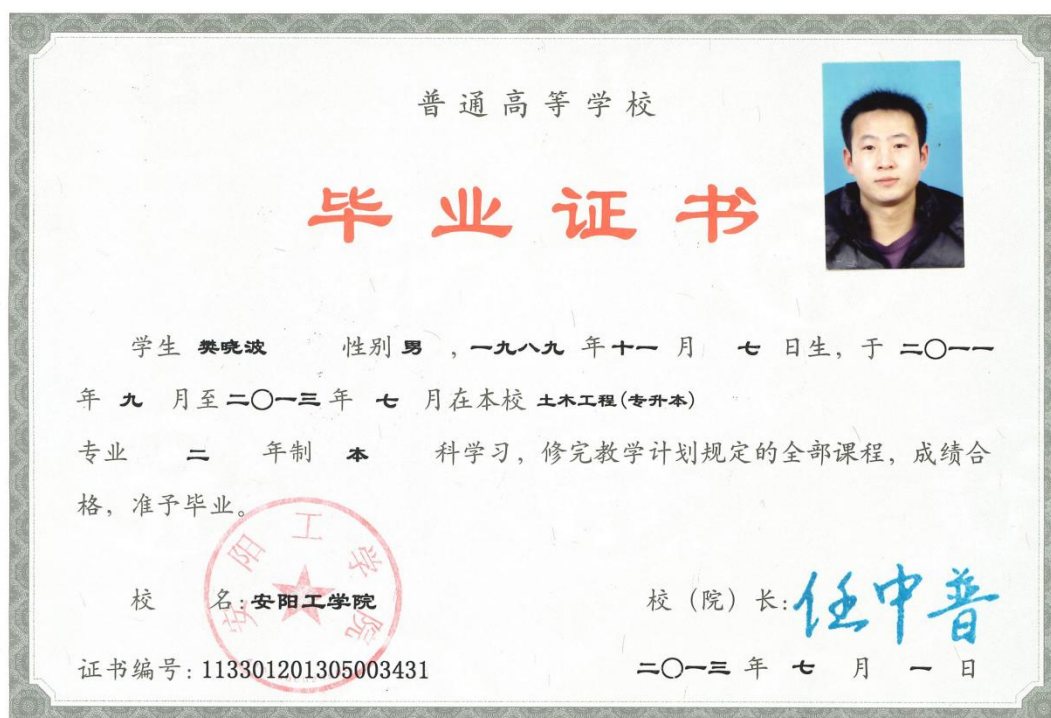 普通高等学校
毕业证书
学生 樊晓波 性别 男 ，一九八九 年 十一 月 七 日生，于 二〇一一
年 九 月至 二〇一三 年 七 月在本校 土木工程(专升本)
专业 二 年制 本 科学习，修完教学计划规定的全部课程，成绩合
格，准予毕业。
安阳工学院
校 名：安阳工学院 校（院）长：任中普
证书编号：113301201305003431 二〇一三 年 七 月 一 日